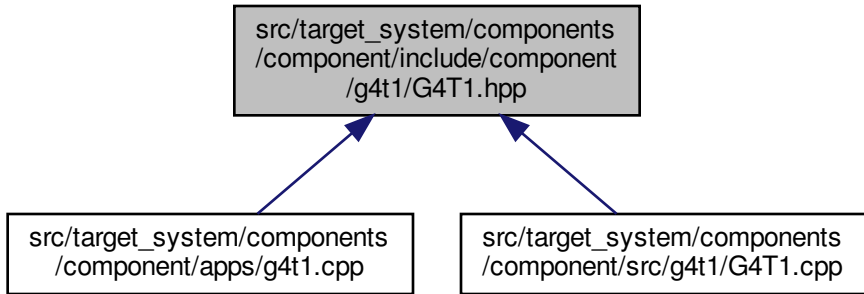 src/target_system/components
/component/include/component
/g4t1/G4T1.hpp
src/target_system/components
/component/apps/g4t1.cpp
src/target_system/components
/component/src/g4t1/G4T1.cpp